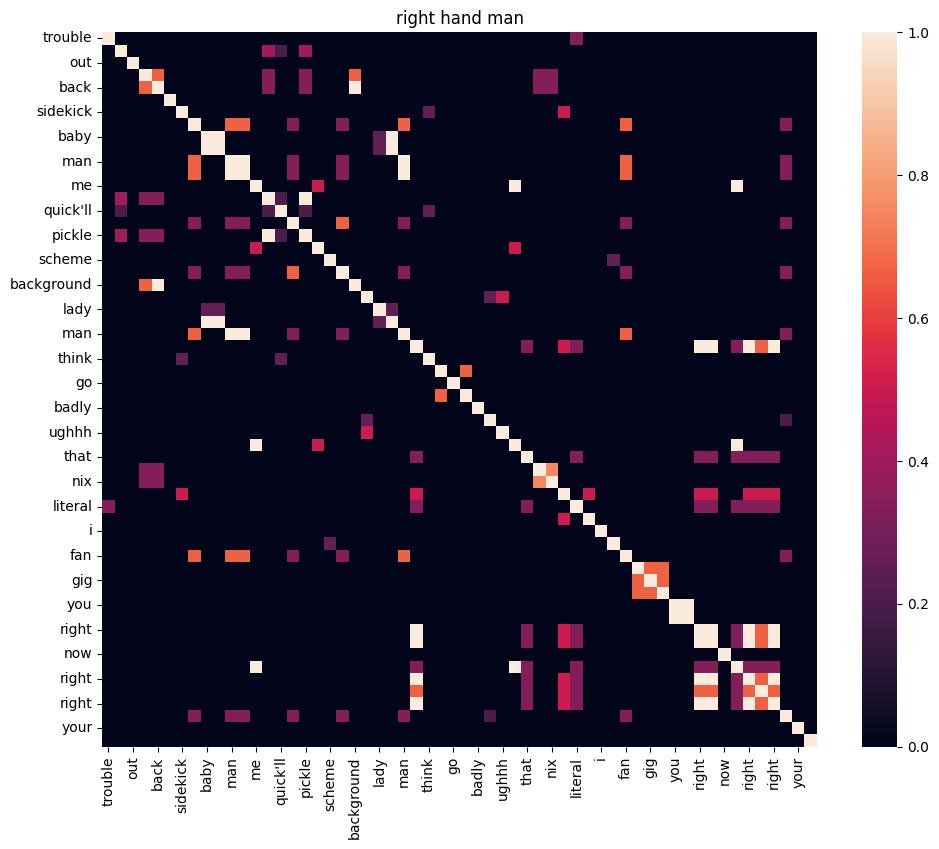 right hand man
trouble
out
back
sidekick
baby
man
me
quick'll
pickle
scheme
background
lady
man
think
go
badly
ughhh
that
nix
literal
i
fan
gig
you
right
now
right
right
your
trouble
out
back
sidekick
baby
man
me
quick'll
pickle
scheme
background
lady
man
think
go
badly
ughhh
that
nix
literal
i
fan
gig
you
right
now
right
right
your
1.0
0.8
0.6
0.4
0.2
0.0